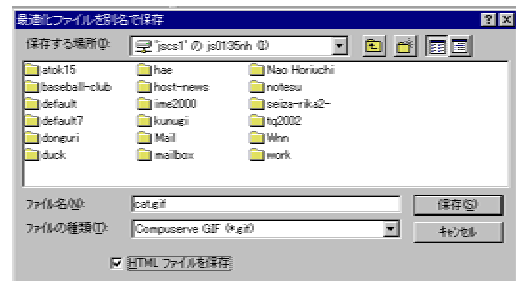 最適化ファイルを別名で保存
保存する場所(I): 'jscs1' の js0135nh (I:)
atok15 hae Nao Horiuchi
baseball-club host-news notesu
default ime2000 seiza-rika2-
default7 kunugi tq2002
donguri Mail Wnn
duck mailbox work
ファイル名(N): cat.gif 保存(S)
ファイルの種類(T): Compuserve GIF (*.gif) キャンセル
HTML ファイルを保存